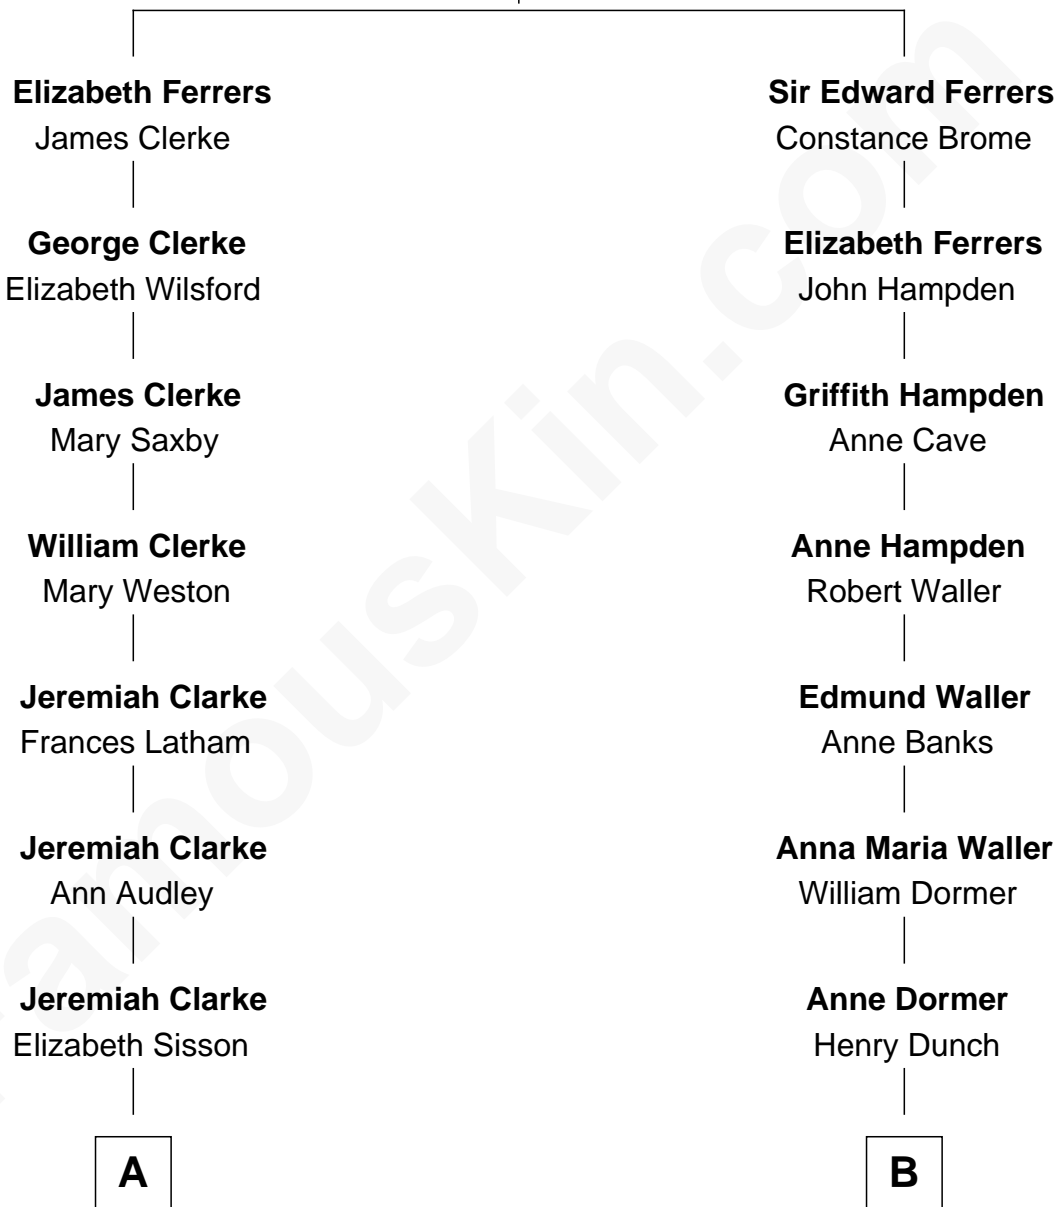 Elizabeth Ferrers
James Clerke
George Clerke
Elizabeth Wilsford
James Clerke
Mary Saxby
William Clerke
Mary Weston
Jeremiah Clarke
Frances Latham
Jeremiah Clarke
Ann Audley
Jeremiah Clarke
Elizabeth Sisson
A
Sir Edward Ferrers
Constance Brome
Elizabeth Ferrers
John Hampden
Griffith Hampden
Anne Cave
Anne Hampden
Robert Waller
Edmund Waller
Anne Banks
Anna Maria Waller
William Dormer
Anne Dormer
Henry Dunch
B
FamousKin.com